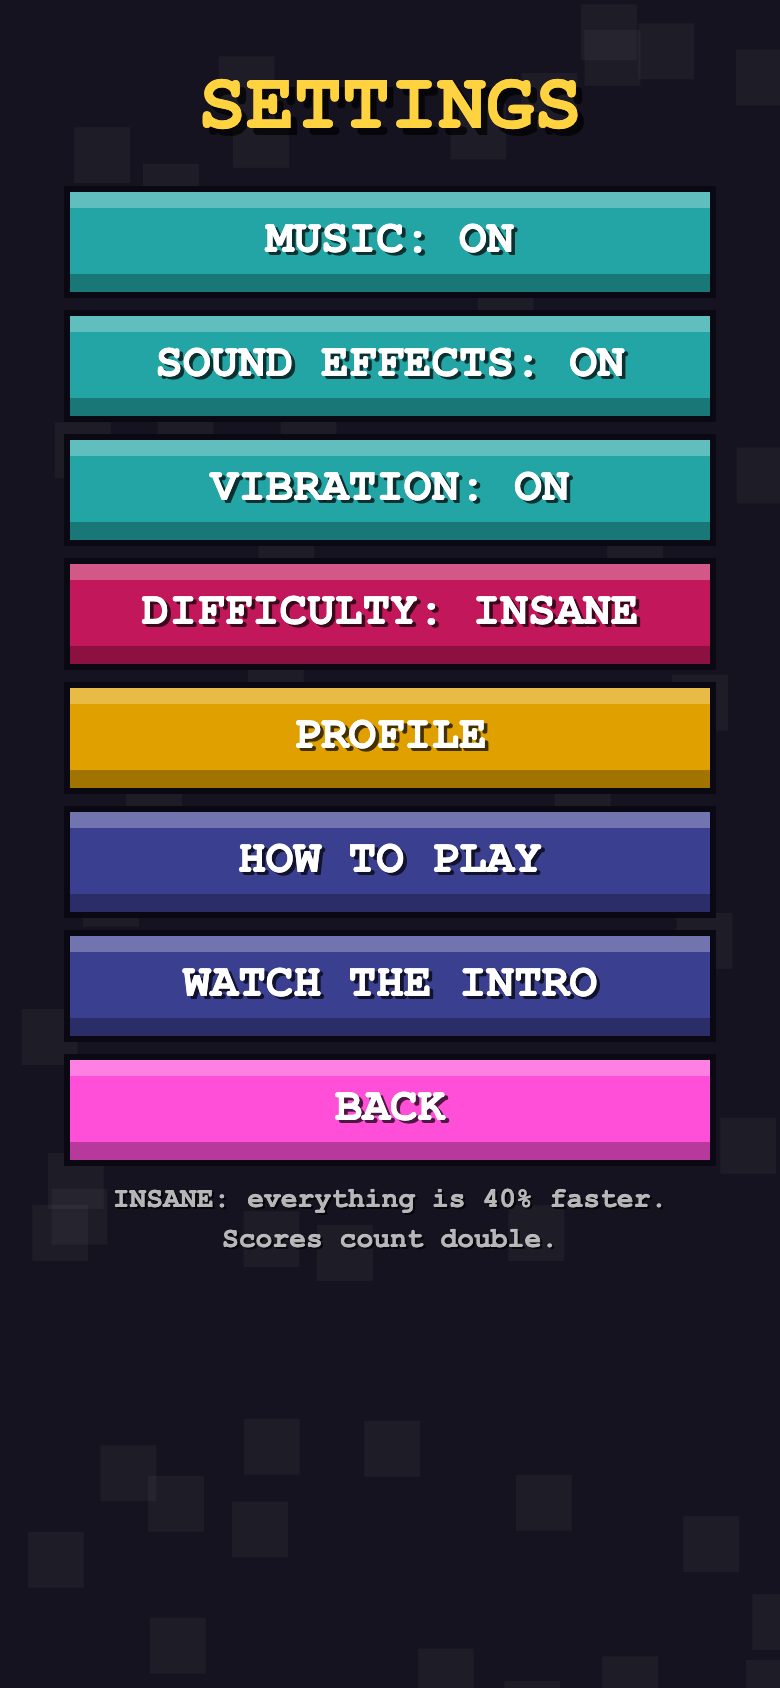 SETTINGS
MUSIC: ON
SOUND EFFECTS: ON
VIBRATION: ON
DIFFICULTY: INSANE
PROFILE
HOW TO PLAY
WATCH THE INTRO
BACK
INSANE: everything is 40% faster.
Scores count double.